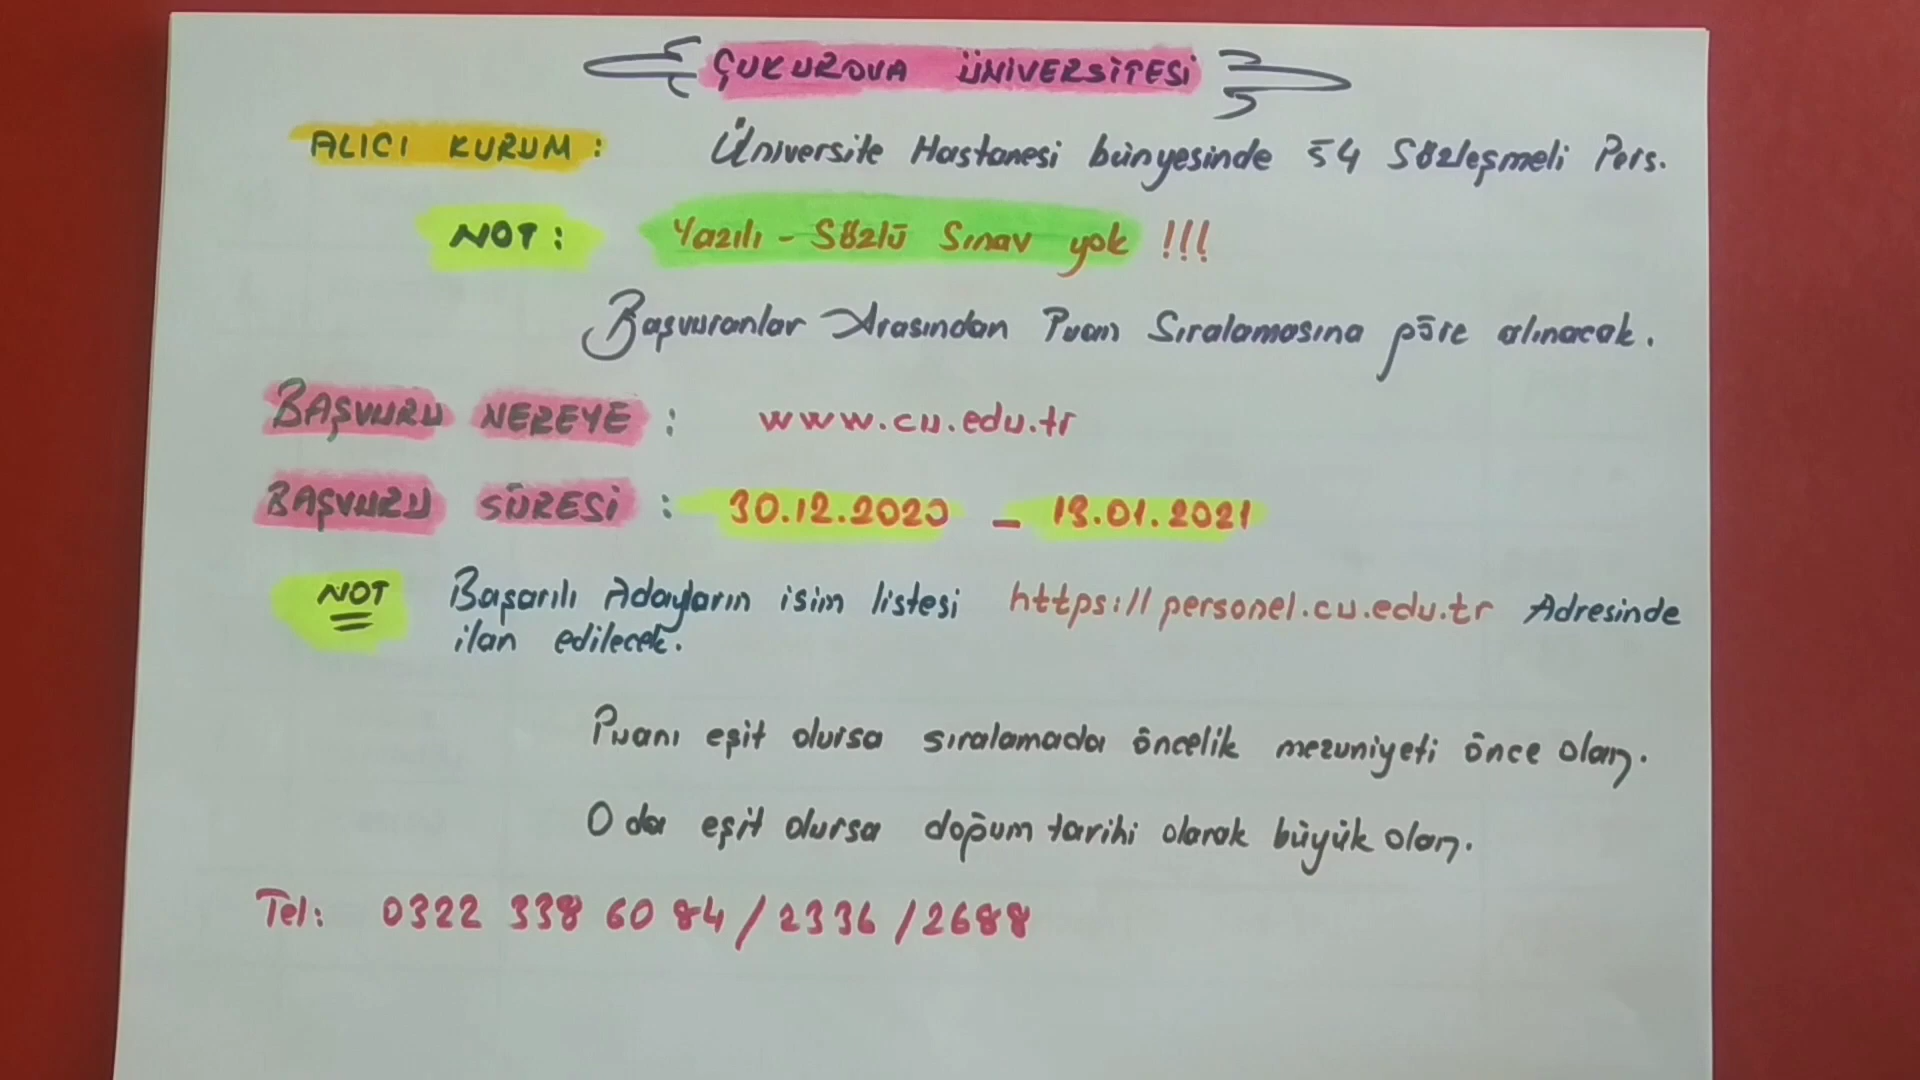 ÇUKUROVA ÜNİVERSİTESİ
ALICI KURUM: Üniversite Hastanesi bünyesinde 54 Sözleşmeli Pers.
NOT: Yazılı - Sözlü Sınav yok !!!
Başvuranlar Arasından Puan Sıralamasına göre alınacak.
BAŞVURU NEREYE : www.cu.edu.tr
BAŞVURU SÜRESİ : 30.12.2020 - 13.01.2021
NOT Başarılı Adayların isim listesi https://personel.cu.edu.tr Adresinde
ilan edilecek.
Puanı eşit olursa sıralamada öncelik mezuniyeti önce olan.
O da eşit olursa doğum tarihi olarak büyük olan.
Tel: 0322 338 60 84 / 2336 / 2688